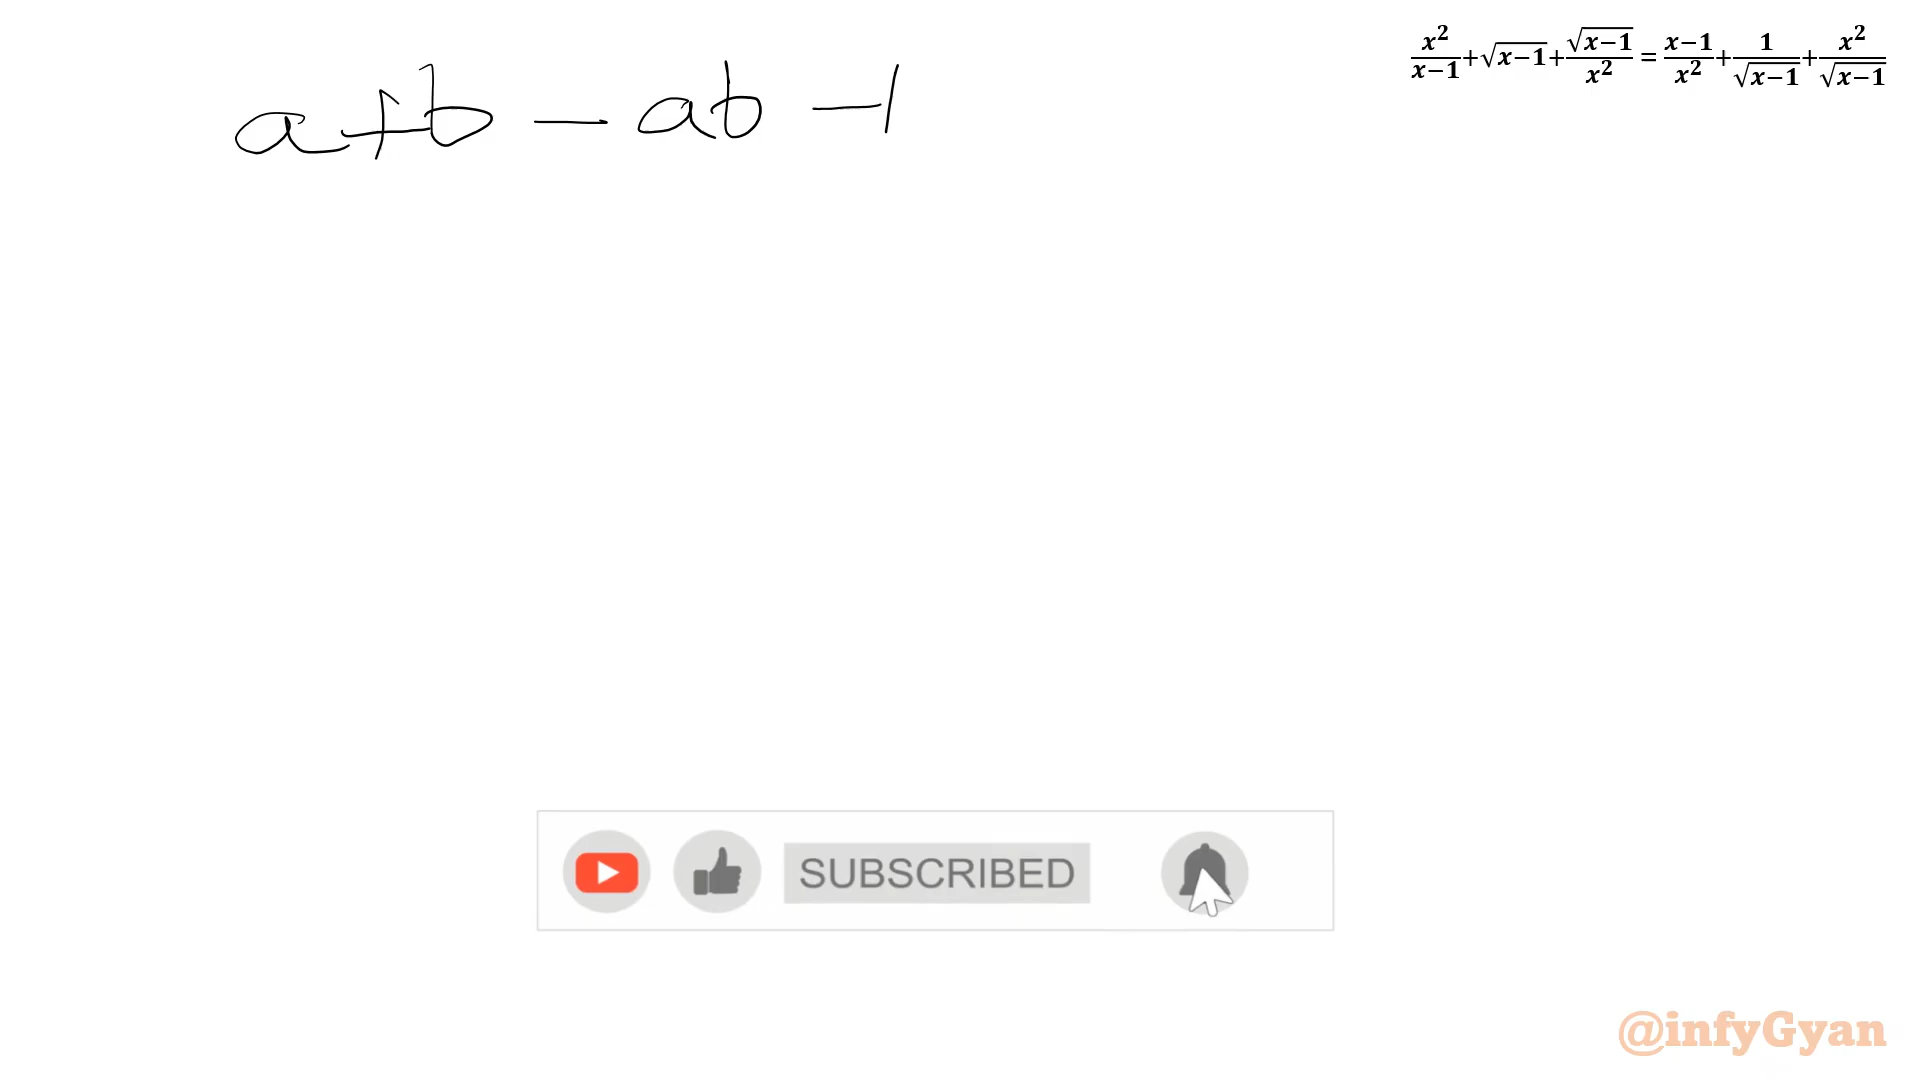 x²/x−1 + √x−1 + √x−1/x² = x−1/x² + 1/√x−1 + x²/√x−1
a+b − ab −1
SUBSCRIBED
@infyGyan